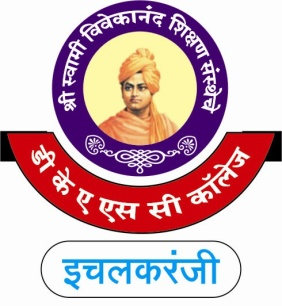 श्री स्वामी विवेकानंद शिक्षण संस्थेचे
डी के ए एस सी कॉलेज
इचलकरंजी